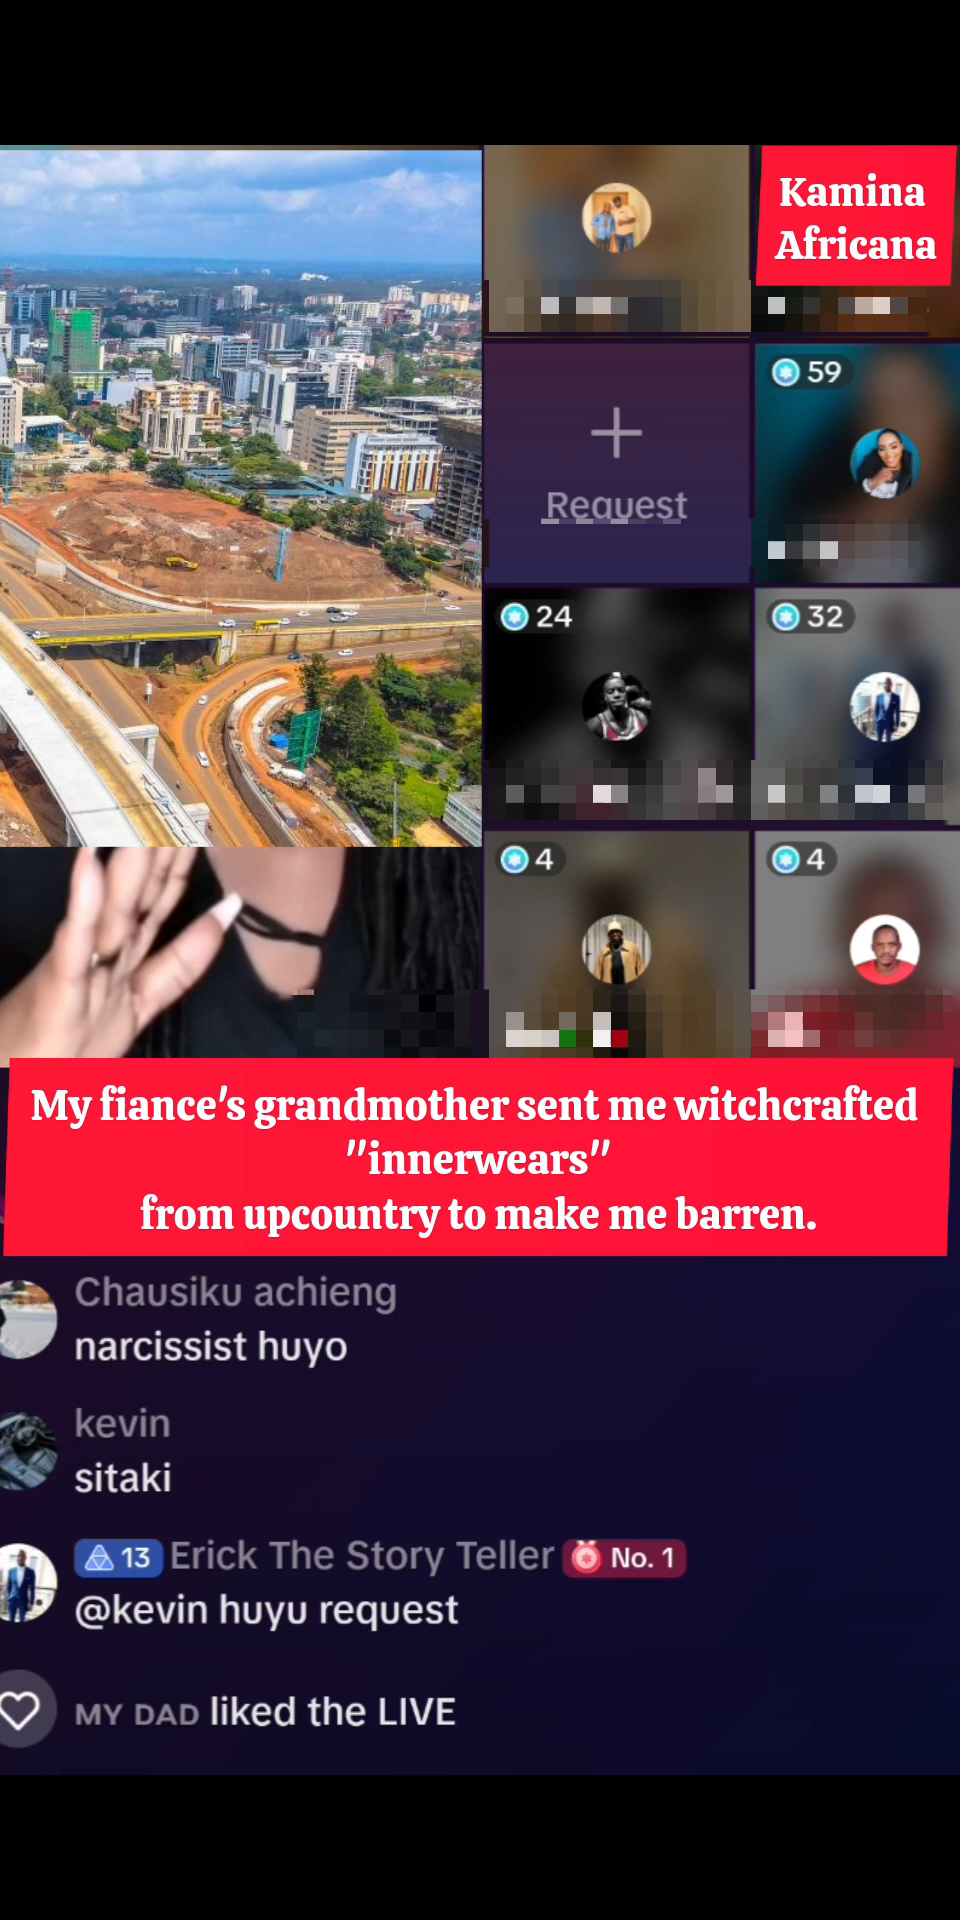 Kamina
Africana
59
Request
24
32
4
4
My fiance's grandmother sent me witchcrafted
"innerwears"
from upcountry to make me barren.
Chausiku achieng
narcissist huyo
kevin
sitaki
13 Erick The Story Teller No. 1
@kevin huyu request
MY DAD liked the LIVE